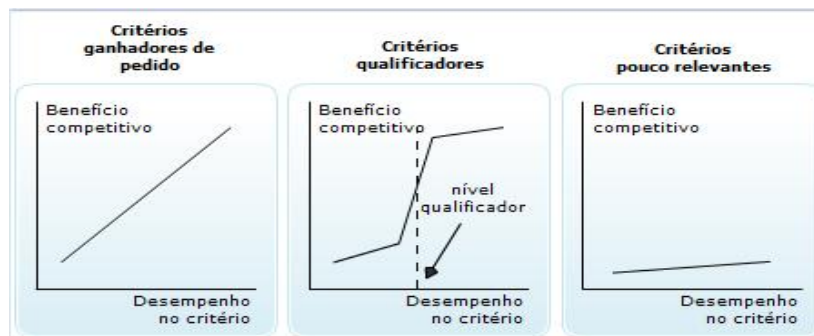 Critérios
ganhadores de
pedido
Critérios
qualificadores
Critérios
pouco relevantes
Benefício
competitivo
Desempenho
no critério
Benefício
competitivo
nível
qualificador
Desempenho
no critério
Benefício
competitivo
Desempenho
no critério